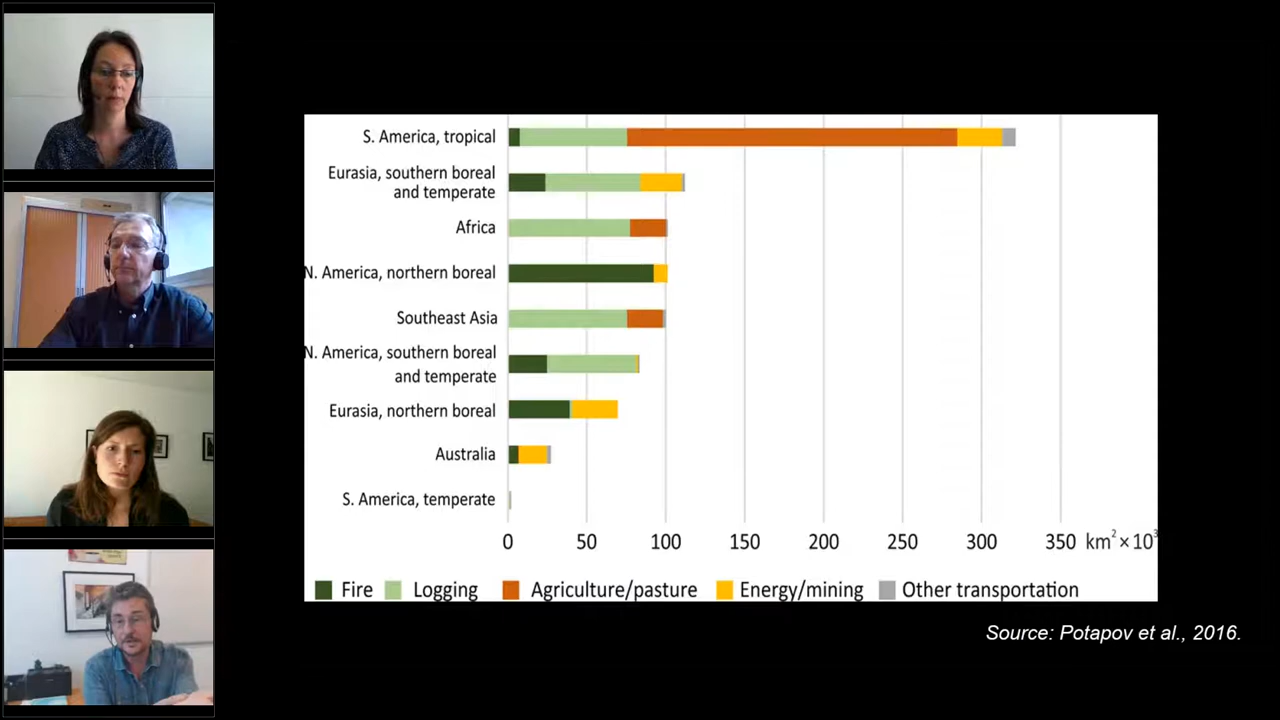 S. America, tropical
Eurasia, southern boreal
and temperate
Africa
N. America, northern boreal
Southeast Asia
N. America, southern boreal
and temperate
Eurasia, northern boreal
Australia
S. America, temperate
0 50 100 150 200 250 300 350 km² × 10³
Fire Logging Agriculture/pasture Energy/mining Other transportation
Source: Potapov et al., 2016.